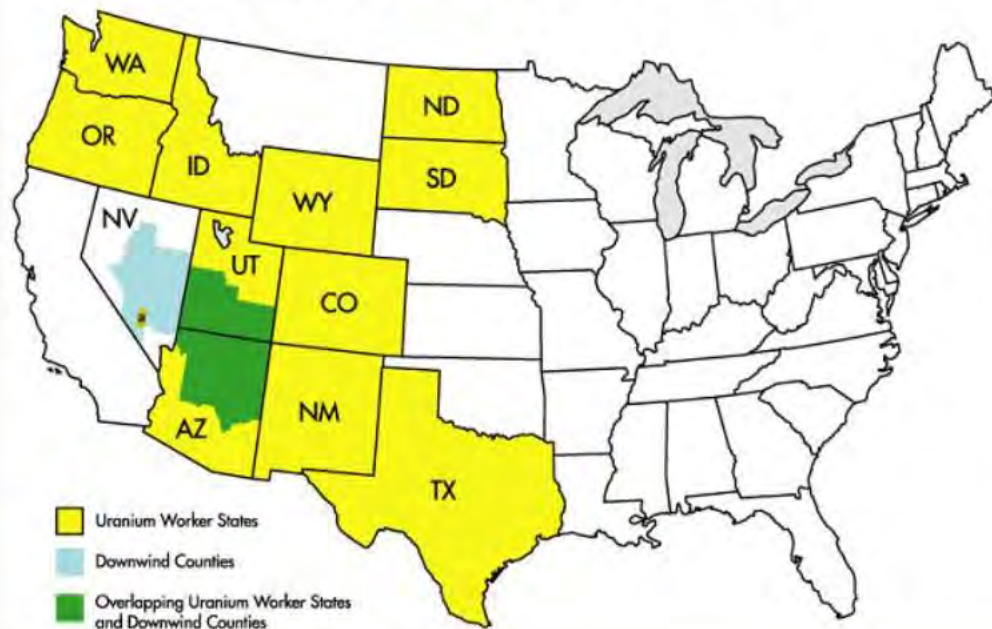 WA
ND
OR
ID
SD
WY
NV
UT
CO
AZ
NM
TX
Uranium Worker States
Downwind Counties
Overlapping Uranium Worker States
and Downwind Counties